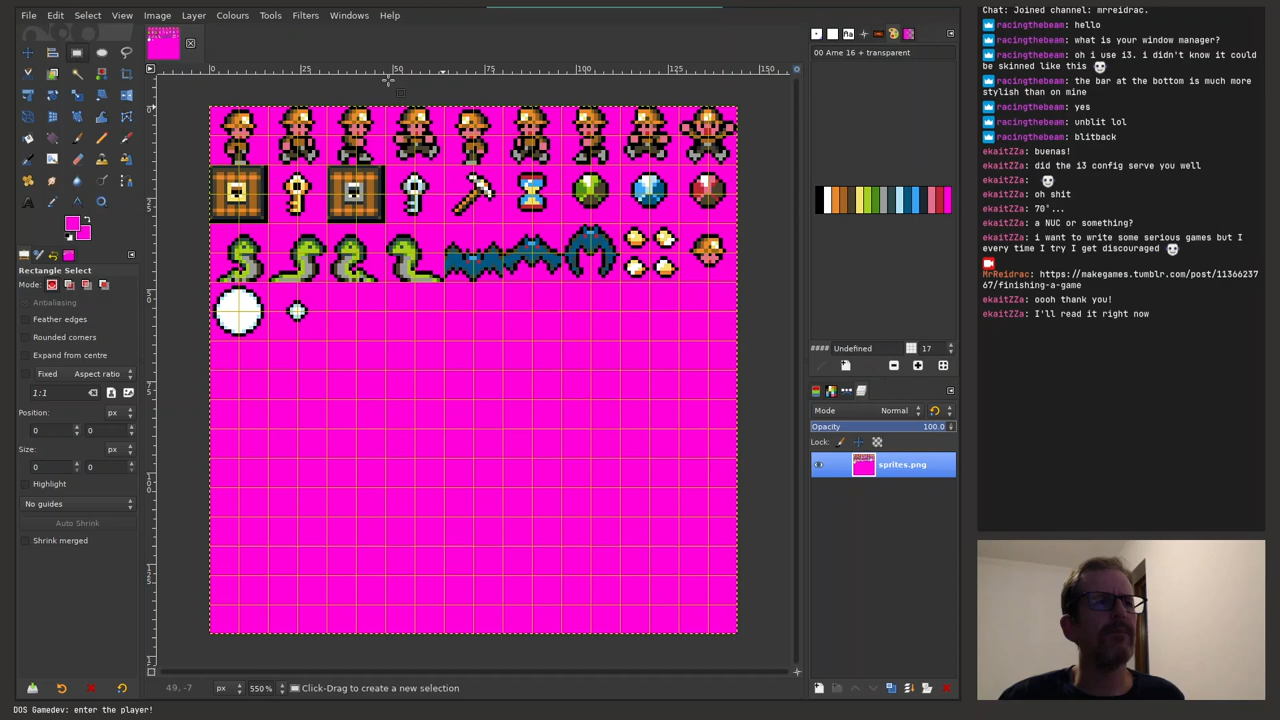 File Edit Select View Image Layer Colours Tools Filters Windows Help
0 25 50 75 100 125 150
00 Ame 16 + transparent
Rectangle Select
Mode:
Antialiasing
Feather edges
Rounded corners
Expand from centre
Fixed Aspect ratio
1:1
Position: px
0 0
Size: px
0 0
Highlight
No guides
Auto Shrink
Shrink merged
49, -7 px 550 % Click-Drag to create a new selection
Undefined 17
Mode Normal
Opacity 100.0
Lock:
sprites.png
Chat: Joined channel: mrreidrac.
racingthebeam: hello
racingthebeam: what is your window manager?
racingthebeam: oh i use i3. i didn't know it could
be skinned like this
racingthebeam: the bar at the bottom is much more
stylish than on mine
racingthebeam: yes
racingthebeam: unblit lol
racingthebeam: blitback
ekaitZZa: buenas!
ekaitZZa: did the i3 config serve you well
ekaitZZa:
ekaitZZa: oh shit
ekaitZZa: 70°...
ekaitZZa: a NUC or something?
ekaitZZa: i want to write some serious games but I
every time I try I get discouraged
MrReidrac: https://makegames.tumblr.com/post/11366237
67/finishing-a-game
ekaitZZa: oooh thank you!
ekaitZZa: I'll read it right now
DOS Gamedev: enter the player!